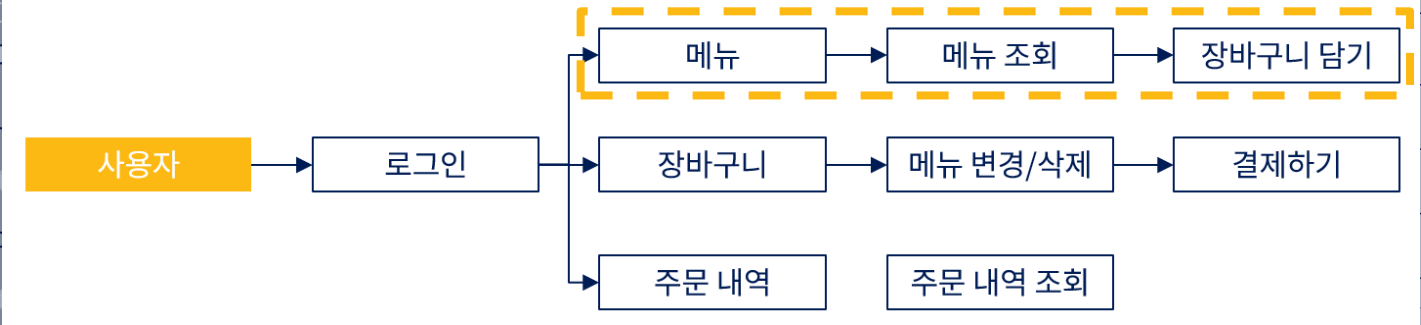 메뉴
메뉴 조회
장바구니 담기
사용자
로그인
장바구니
메뉴 변경/삭제
결제하기
주문 내역
주문 내역 조회